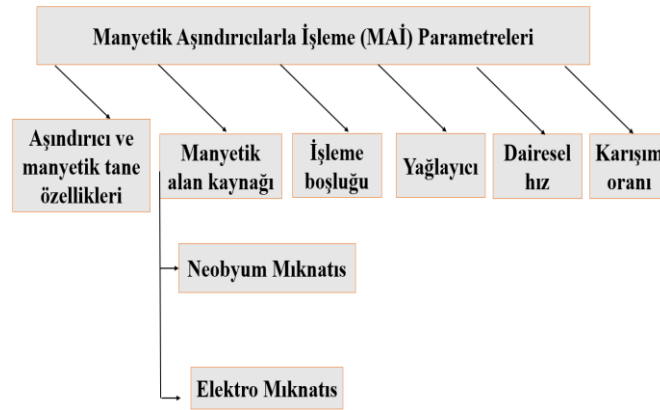 Manyetik Aşındırıcılarla İşleme (MAİ) Parametreleri
Aşındırıcı ve
manyetik tane
özellikleri
Manyetik
alan kaynağı
İşleme
boşluğu
Yağlayıcı
Dairesel
hız
Karışım
oranı
Neobyum Mıknatıs
Elektro Mıknatıs